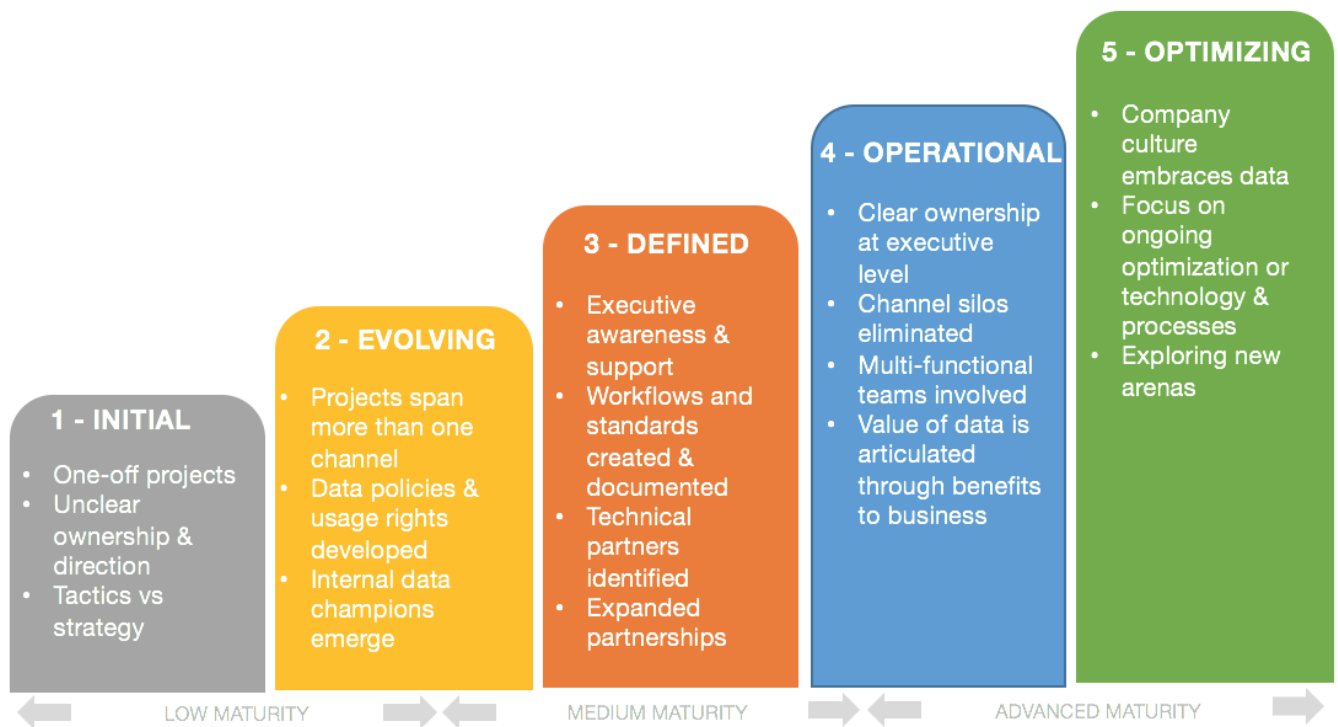 1 - INITIAL
• One-off projects
• Unclear
ownership &
direction
• Tactics vs
strategy
2 - EVOLVING
• Projects span
more than one
channel
• Data policies &
usage rights
developed
• Internal data
champions
emerge
3 - DEFINED
• Executive
awareness &
support
• Workflows and
standards
created &
documented
• Technical
partners
identified
• Expanded
partnerships
4 - OPERATIONAL
• Clear ownership
at executive
level
• Channel silos
eliminated
• Multi-functional
teams involved
• Value of data is
articulated
through benefits
to business
5 - OPTIMIZING
• Company
culture
embraces data
• Focus on
ongoing
optimization or
technology &
processes
• Exploring new
arenas
LOW MATURITY
MEDIUM MATURITY
ADVANCED MATURITY